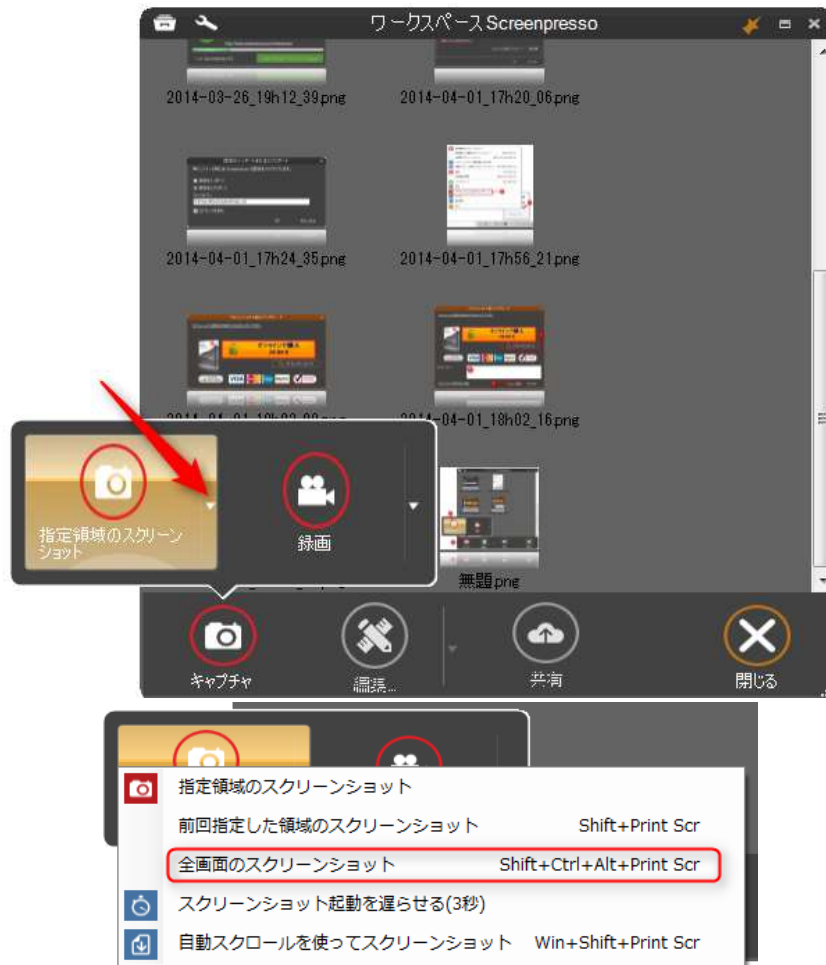 ワークスペース Screenpresso
2014-03-26_19h12_39.png
2014-04-01_17h20_06.png
2014-04-01_17h24_35.png
2014-04-01_17h56_21.png
2014-04-01_18h02_16.png
指定領域のスクリーン
ショット
録画
無題.png
キャプチャ
編集...
共有
閉じる
指定領域のスクリーンショット
前回指定した領域のスクリーンショット Shift+Print Scr
全画面のスクリーンショット Shift+Ctrl+Alt+Print Scr
スクリーンショット起動を遅らせる(3秒)
自動スクロールを使ってスクリーンショット Win+Shift+Print Scr